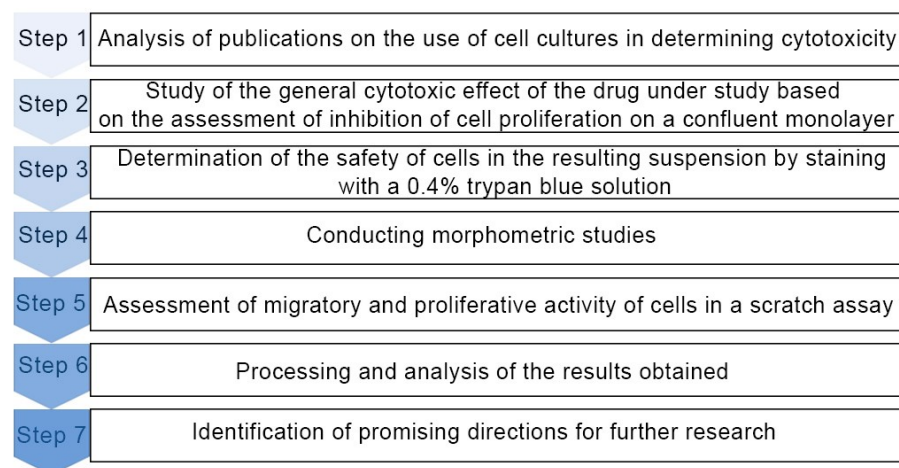 Step 1 Analysis of publications on the use of cell cultures in determining cytotoxicity
Step 2 Study of the general cytotoxic effect of the drug under study based
on the assessment of inhibition of cell proliferation on a confluent monolayer
Step 3 Determination of the safety of cells in the resulting suspension by staining
with a 0.4% trypan blue solution
Step 4 Conducting morphometric studies
Step 5 Assessment of migratory and proliferative activity of cells in a scratch assay
Step 6 Processing and analysis of the results obtained
Step 7 Identification of promising directions for further research